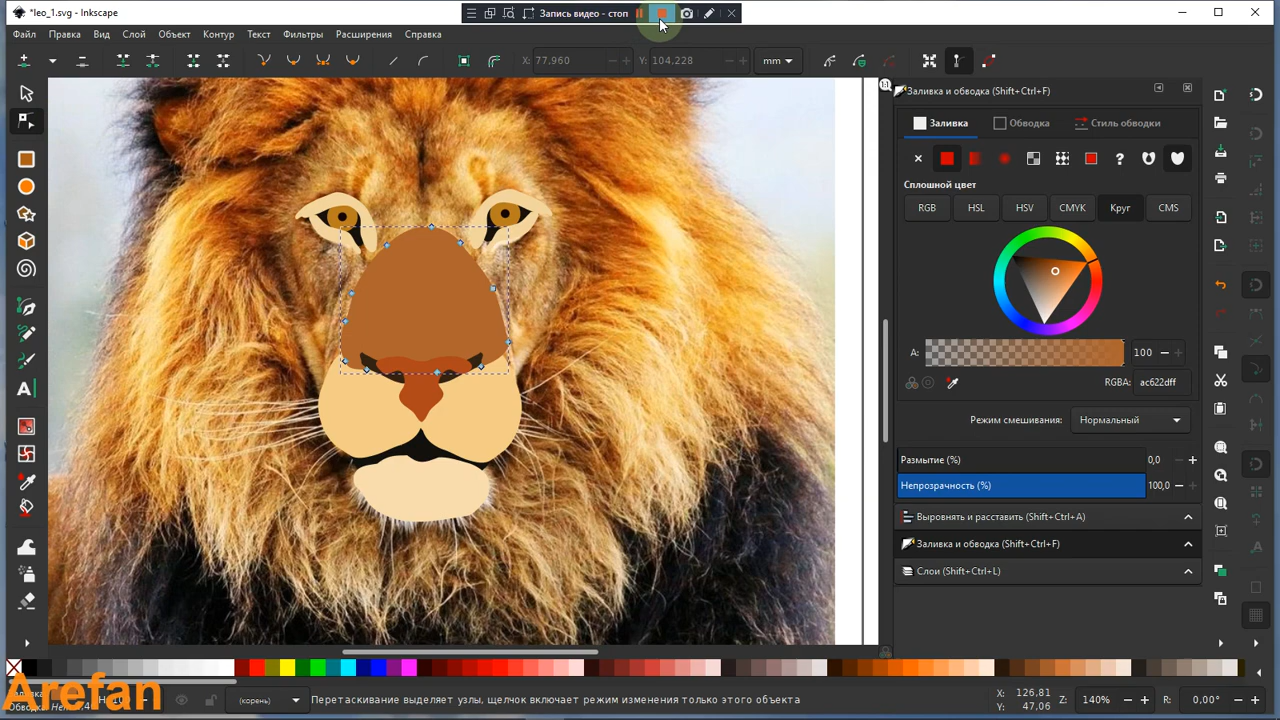 *leo_1.svg - Inkscape
Запись видео - стоп
Файл Правка Вид Слой Объект Контур Текст Фильтры Расширения Справка
X: 77,960 Y: 104,228 mm
1:1
Заливка и обводка (Shift+Ctrl+F)
Заливка Обводка Стиль обводки
?
Сплошной цвет
RGB HSL HSV CMYK Круг CMS
A: 100
RGBA: ac622dff
Режим смешивания: Нормальный
Размытие (%) 0,0
Непрозрачность (%) 100,0
Выровнять и расставить (Shift+Ctrl+A)
Заливка и обводка (Shift+Ctrl+F)
Слои (Shift+Ctrl+L)
Arefan
(корень)
Перетаскивание выделяет узлы, щелчок включает режим изменения только этого объекта
X: 126,81
Y: 47,06
Z: 140%
R: 0,00°